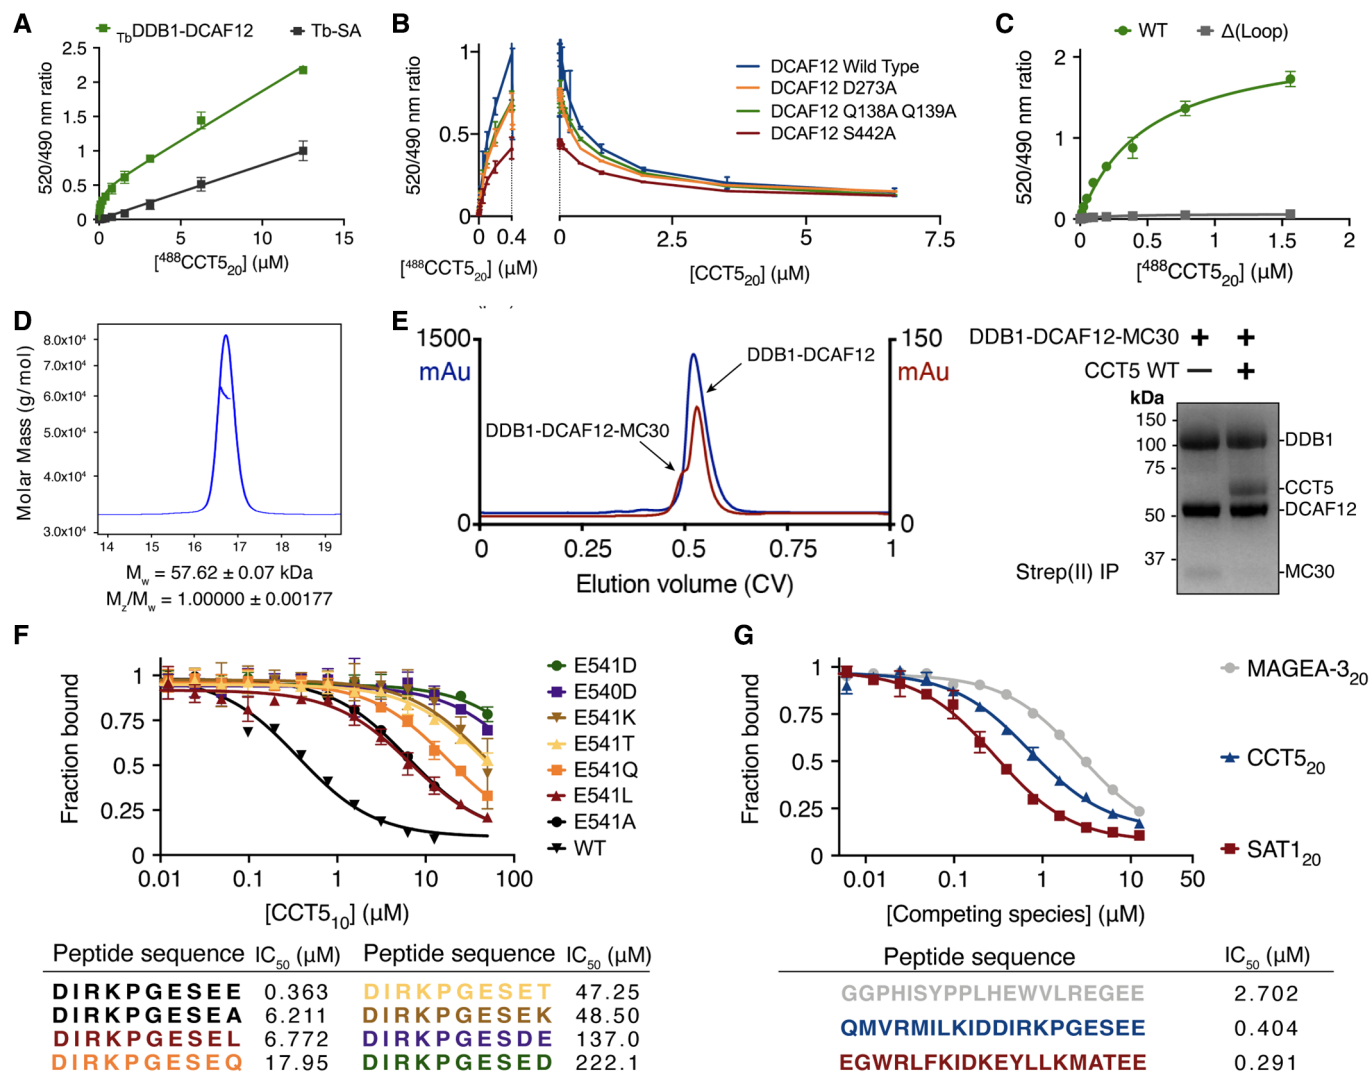 A
TbDDB1-DCAF12
Tb-SA
520/490 nm ratio
2.5
2
1.5
1
0.5
0
0
5
10
15
[488CCT520] (μM)
B
520/490 nm ratio
1
0.5
0
0
0.4
[488CCT520] (μM)
0
2.5
5
7.5
[CCT520] (μM)
DCAF12 Wild Type
DCAF12 D273A
DCAF12 Q138A Q139A
DCAF12 S442A
C
WT
Δ(Loop)
520/490 nm ratio
2
1
0
0
0.5
1
1.5
2
[488CCT520] (μM)
D
Molar Mass (g/mol)
8.0x10⁴
7.0x10⁴
6.0x10⁴
5.0x10⁴
4.0x10⁴
3.0x10⁴
14 15 16 17 18 19
Mw = 57.62 ± 0.07 kDa
Mz/Mw = 1.00000 ± 0.00177
E
1500
mAu
0
150
mAu
0
DDB1-DCAF12
DDB1-DCAF12-MC30
0 0.25 0.5 0.75 1
Elution volume (CV)
DDB1-DCAF12-MC30 + +
CCT5 WT — +
kDa
150
100
75
50
37
DDB1
CCT5
DCAF12
MC30
Strep(II) IP
F
Fraction bound
1
0.75
0.5
0.25
0
0.01 0.1 1 10 100
[CCT510] (μM)
E541D
E540D
E541K
E541T
E541Q
E541L
E541A
WT
Peptide sequence IC50 (μM) Peptide sequence IC50 (μM)
DIRKPGESEE 0.363 DIRKPGESET 47.25
DIRKPGESEA 6.211 DIRKPGESEK 48.50
DIRKPGESEL 6.772 DIRKPGESDE 137.0
DIRKPGESEQ 17.95 DIRKPGESED 222.1
G
Fraction bound
1
0.75
0.5
0.25
0
0.01 0.1 1 10 50
[Competing species] (μM)
MAGEA-320
CCT520
SAT120
Peptide sequence IC50 (μM)
GGPHISYPPLHEWVLREGEE 2.702
QMVRMILKIDDIRKPGESEE 0.404
EGWRLFKIDKEYLLKMATEE 0.291